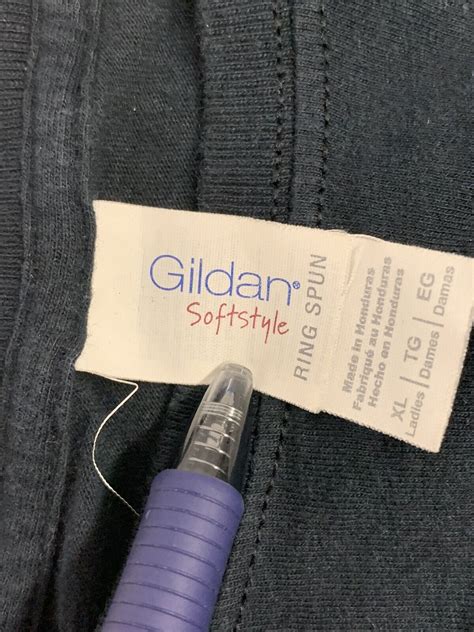 Gildan®
Softstyle
RING SPUN
Made in Honduras
Fabriqué au Honduras
Hecho en Honduras
XL | TG | EG
Ladies | Dames | Damas